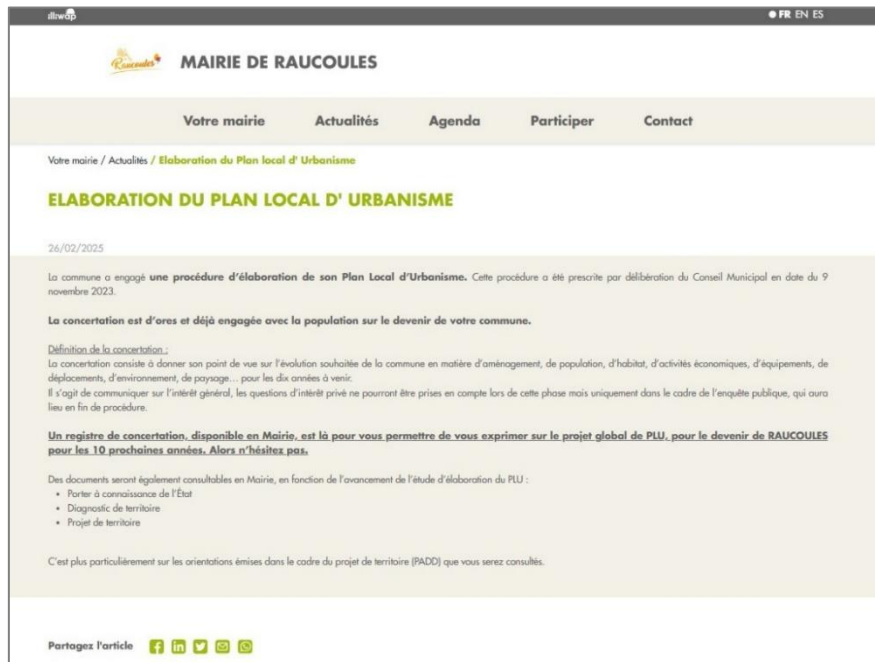 illiwap
FR EN ES
Raucoules
MAIRIE DE RAUCOULES
Votre mairie Actualités Agenda Participer Contact
Votre mairie / Actualités / Elaboration du Plan local d' Urbanisme
ELABORATION DU PLAN LOCAL D' URBANISME
26/02/2025
La commune a engagé une procédure d'élaboration de son Plan Local d'Urbanisme. Cette procédure a été prescrite par délibération du Conseil Municipal en date du 9
novembre 2023.
La concertation est d'ores et déjà engagée avec la population sur le devenir de votre commune.
Définition de la concertation :
La concertation consiste à donner son point de vue sur l'évolution souhaitée de la commune en matière d'aménagement, de population, d'habitat, d'activités économiques, d'équipements, de
déplacements, d'environnement, de paysage… pour les dix années à venir.
Il s'agit de communiquer sur l'intérêt général, les questions d'intérêt privé ne pourront être prises en compte lors de cette phase mais uniquement dans le cadre de l'enquête publique, qui aura
lieu en fin de procédure.
Un registre de concertation, disponible en Mairie, est là pour vous permettre de vous exprimer sur le projet global de PLU, pour le devenir de RAUCOULES
pour les 10 prochaines années. Alors n'hésitez pas.
Des documents seront également consultables en Mairie, en fonction de l'avancement de l'étude d'élaboration du PLU :
• Porter à connaissance de l'État
• Diagnostic de territoire
• Projet de territoire
C'est plus particulièrement sur les orientations émises dans le cadre du projet de territoire (PADD) que vous serez consultés.
Partagez l'article